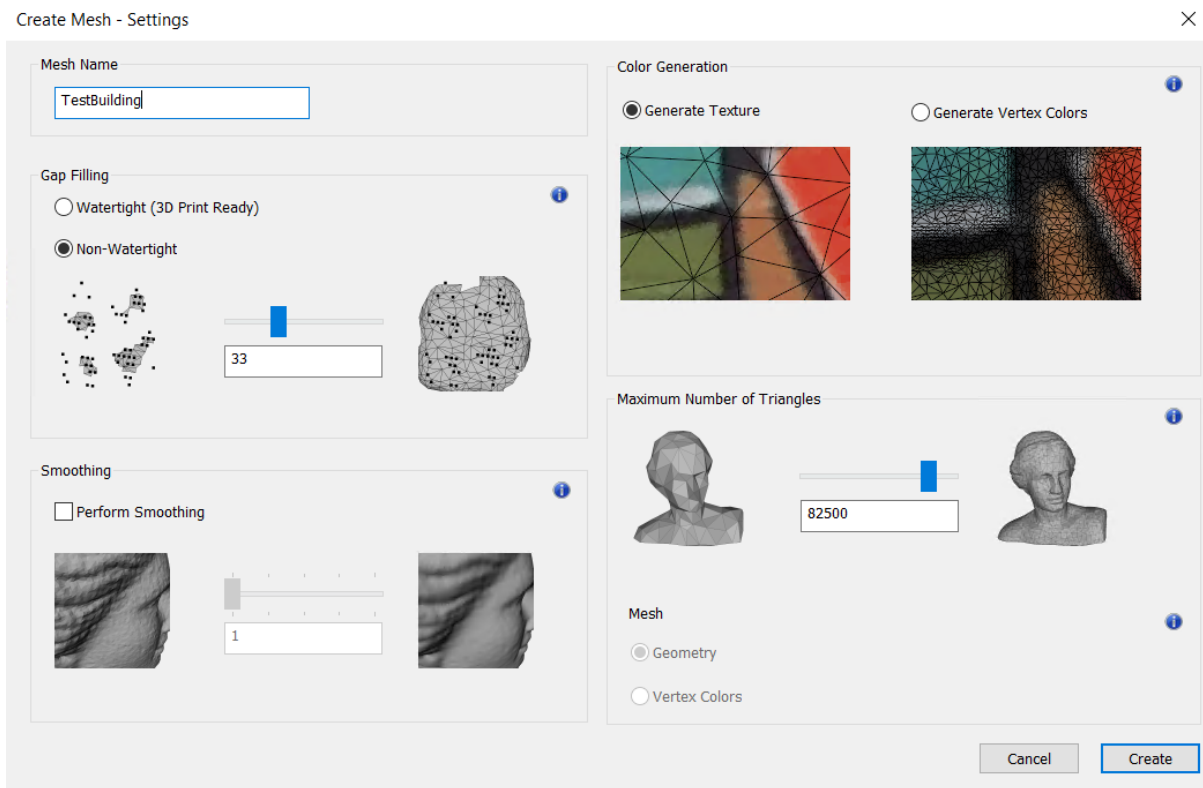 Create Mesh - Settings
Mesh Name
TestBuilding
Gap Filling
Watertight (3D Print Ready)
Non-Watertight
33
Smoothing
Perform Smoothing
1
Color Generation
Generate Texture
Generate Vertex Colors
Maximum Number of Triangles
82500
Mesh
Geometry
Vertex Colors
Cancel
Create